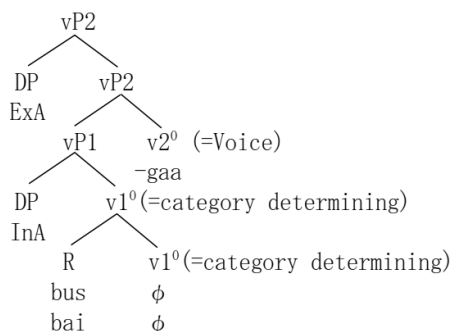 vP2
DP vP2
ExA
vP1 v2⁰ (=Voice)
-gaa
DP v1⁰(=category determining)
InA
R v1⁰(=category determining)
bus ϕ
bai ϕ